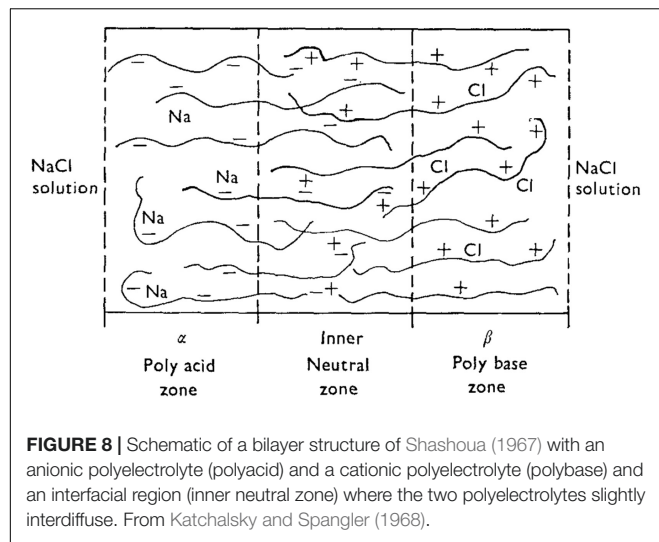 Cl
Na
NaCl
solution
Na
Cl
Cl
NaCl
solution
Na
Cl
Na
α
Poly acid
zone
Inner
Neutral
zone
β
Poly base
zone
FIGURE 8 | Schematic of a bilayer structure of Shashoua (1967) with an
anionic polyelectrolyte (polyacid) and a cationic polyelectrolyte (polybase) and
an interfacial region (inner neutral zone) where the two polyelectrolytes slightly
interdiffuse. From Katchalsky and Spangler (1968).